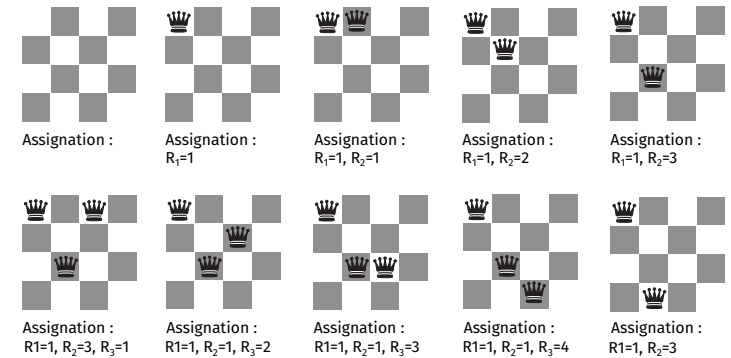 Assignation :
Assignation :
R₁=1
Assignation :
R₁=1, R₂=1
Assignation :
R₁=1, R₂=2
Assignation :
R₁=1, R₂=3
Assignation :
R1=1, R₂=3, R₃=1
Assignation :
R1=1, R₂=1, R₃=2
Assignation :
R1=1, R₂=1, R₃=3
Assignation :
R1=1, R₂=1, R₃=4
Assignation :
R1=1, R₂=3